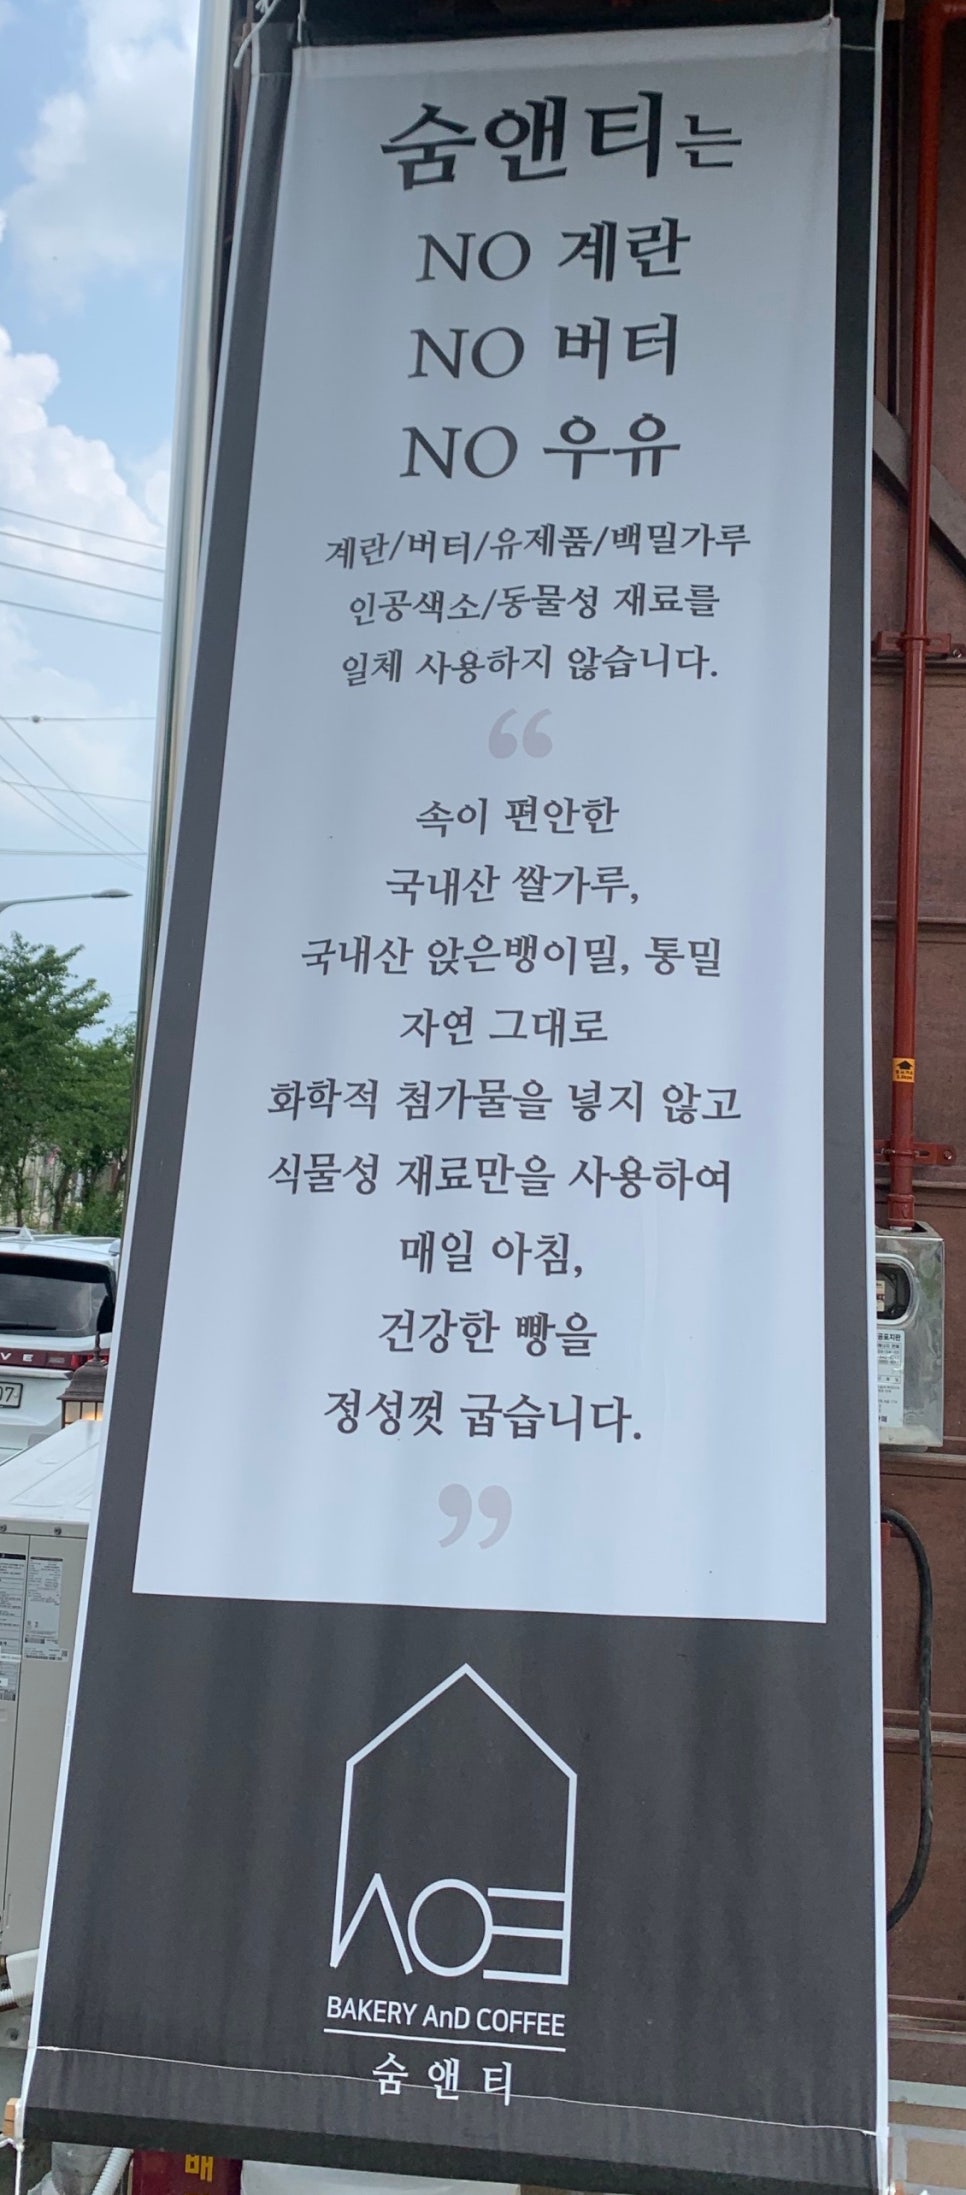 숨앤티는
NO 계란
NO 버터
NO 우유
계란/버터/유제품/백밀가루
인공색소/동물성 재료를
일체 사용하지 않습니다.
“
속이 편안한
국내산 쌀가루,
국내산 앉은뱅이밀, 통밀
자연 그대로
화학적 첨가물을 넣지 않고
식물성 재료만을 사용하여
매일 아침,
건강한 빵을
정성껏 굽습니다.
”
BAKERY AnD COFFEE
숨앤티
배